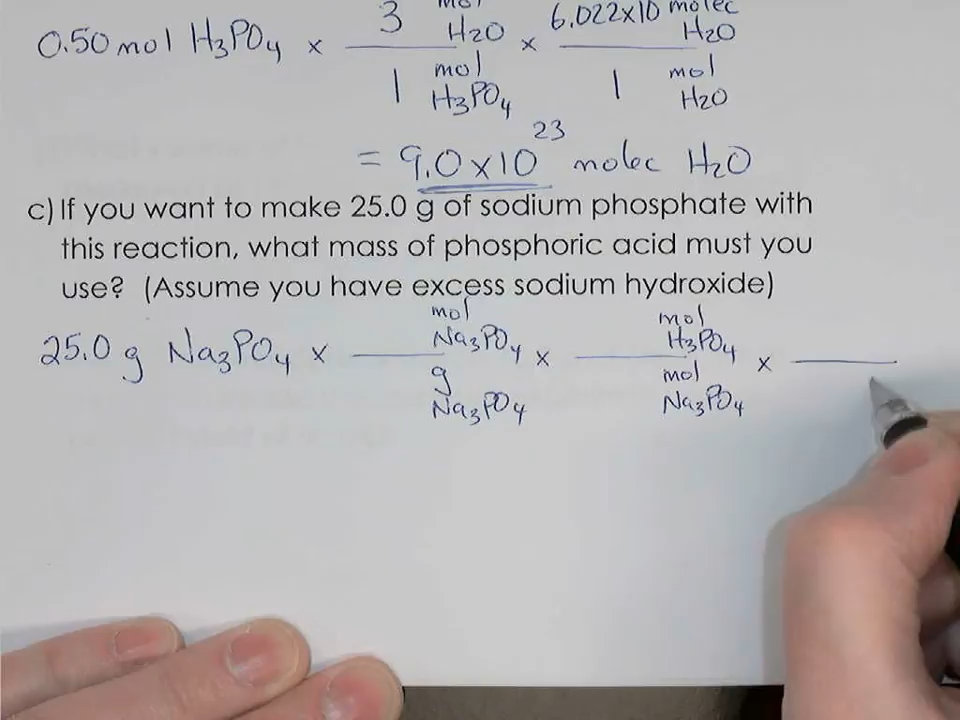 3 mol 6.022x10 molec
0.50 mol H₃PO₄ x H₂O x H₂O
1 mol 1 mol
H₃PO₄ H₂O
= 9.0 x 10²³ molec H₂O
c) If you want to make 25.0 g of sodium phosphate with
this reaction, what mass of phosphoric acid must you
use? (Assume you have excess sodium hydroxide)
mol mol
25.0 g Na₃PO₄ x Na₃PO₄ x H₃PO₄ x
g mol
Na₃PO₄ Na₃PO₄